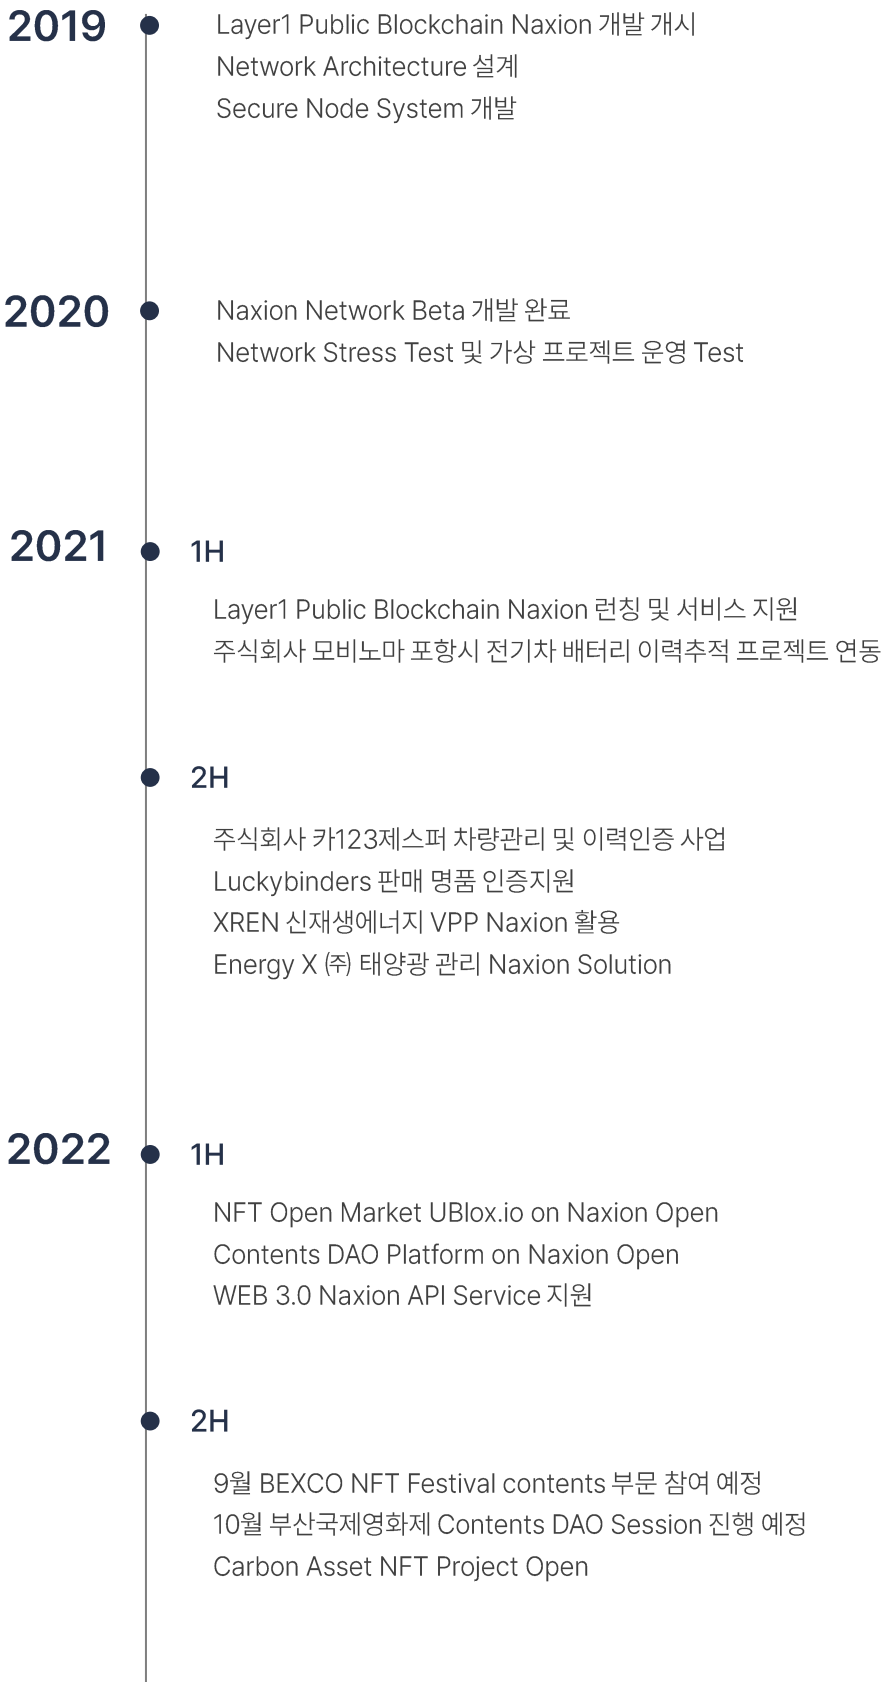 2019
Layer1 Public Blockchain Naxion 개발 개시
Network Architecture 설계
Secure Node System 개발
2020
Naxion Network Beta 개발 완료
Network Stress Test 및 가상 프로젝트 운영 Test
2021
1H
Layer1 Public Blockchain Naxion 런칭 및 서비스 지원
주식회사 모비노마 포항시 전기차 배터리 이력추적 프로젝트 연동
2H
주식회사 카123제스퍼 차량관리 및 이력인증 사업
Luckybinders 판매 명품 인증지원
XREN 신재생에너지 VPP Naxion 활용
Energy X ㈜ 태양광 관리 Naxion Solution
2022
1H
NFT Open Market UBlox.io on Naxion Open
Contents DAO Platform on Naxion Open
WEB 3.0 Naxion API Service 지원
2H
9월 BEXCO NFT Festival contents 부문 참여 예정
10월 부산국제영화제 Contents DAO Session 진행 예정
Carbon Asset NFT Project Open